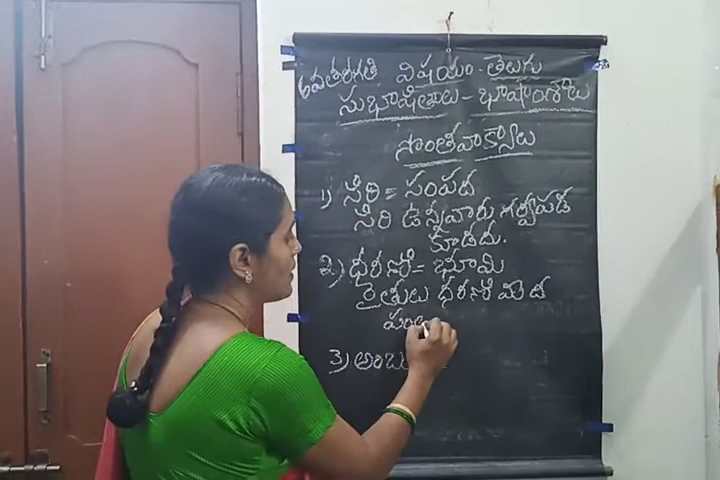 6వతరగతి విషయం - తెలుగు
సుభాషితాలు - భాషాంశాలు
సొంతవాక్యాలు
1) సిరి = సంపద
సిరి ఉన్నవారు గర్వపడ
కూడదు.
2) ధరణి = భూమి
రైతులు ధరణి మీద
పంట
3) అంబు